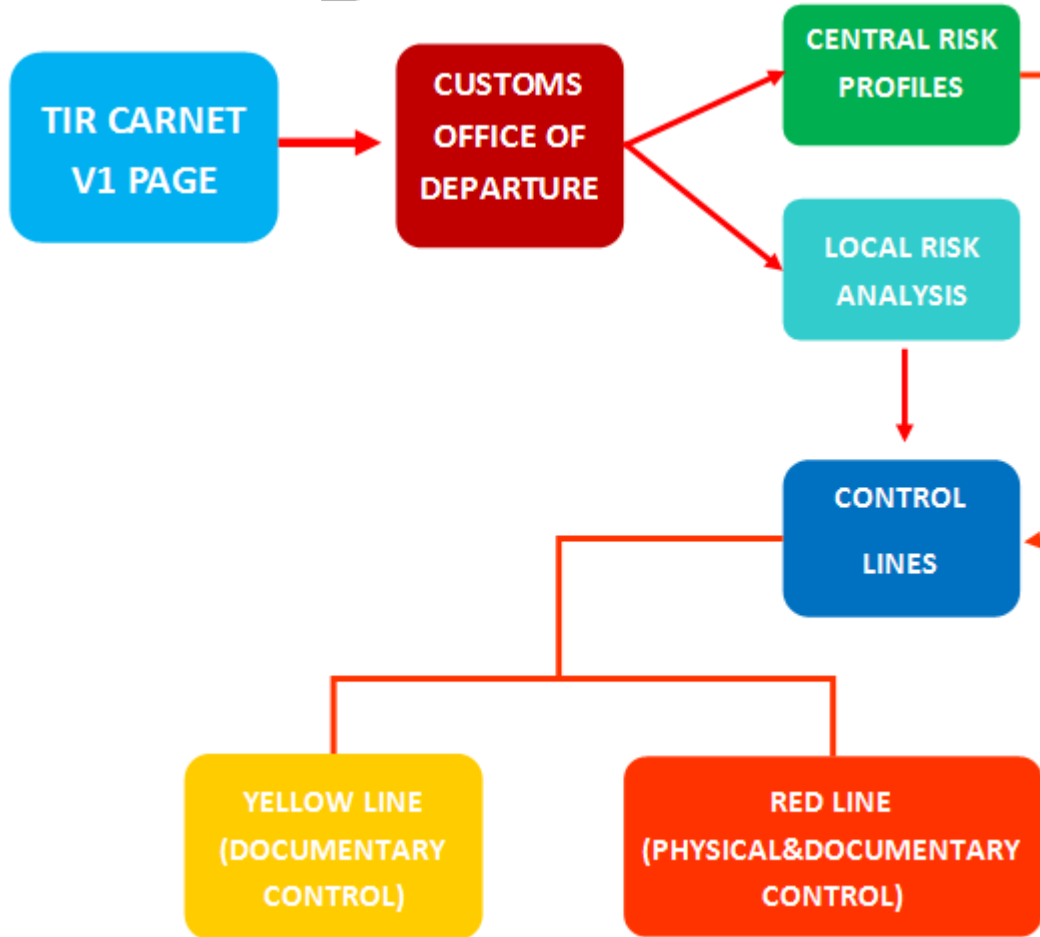 TIR CARNET
V1 PAGE
CUSTOMS
OFFICE OF
DEPARTURE
CENTRAL RISK
PROFILES
LOCAL RISK
ANALYSIS
CONTROL
LINES
YELLOW LINE
(DOCUMENTARY
CONTROL)
RED LINE
(PHYSICAL&DOCUMENTARY
CONTROL)